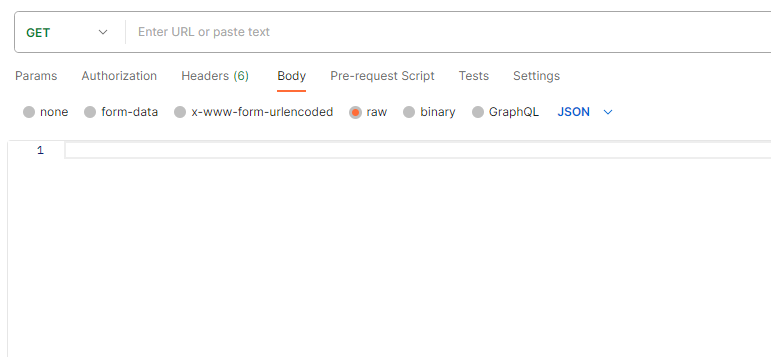 GET Enter URL or paste text
Params Authorization Headers (6) Body Pre-request Script Tests Settings
none form-data x-www-form-urlencoded raw binary GraphQL JSON
1